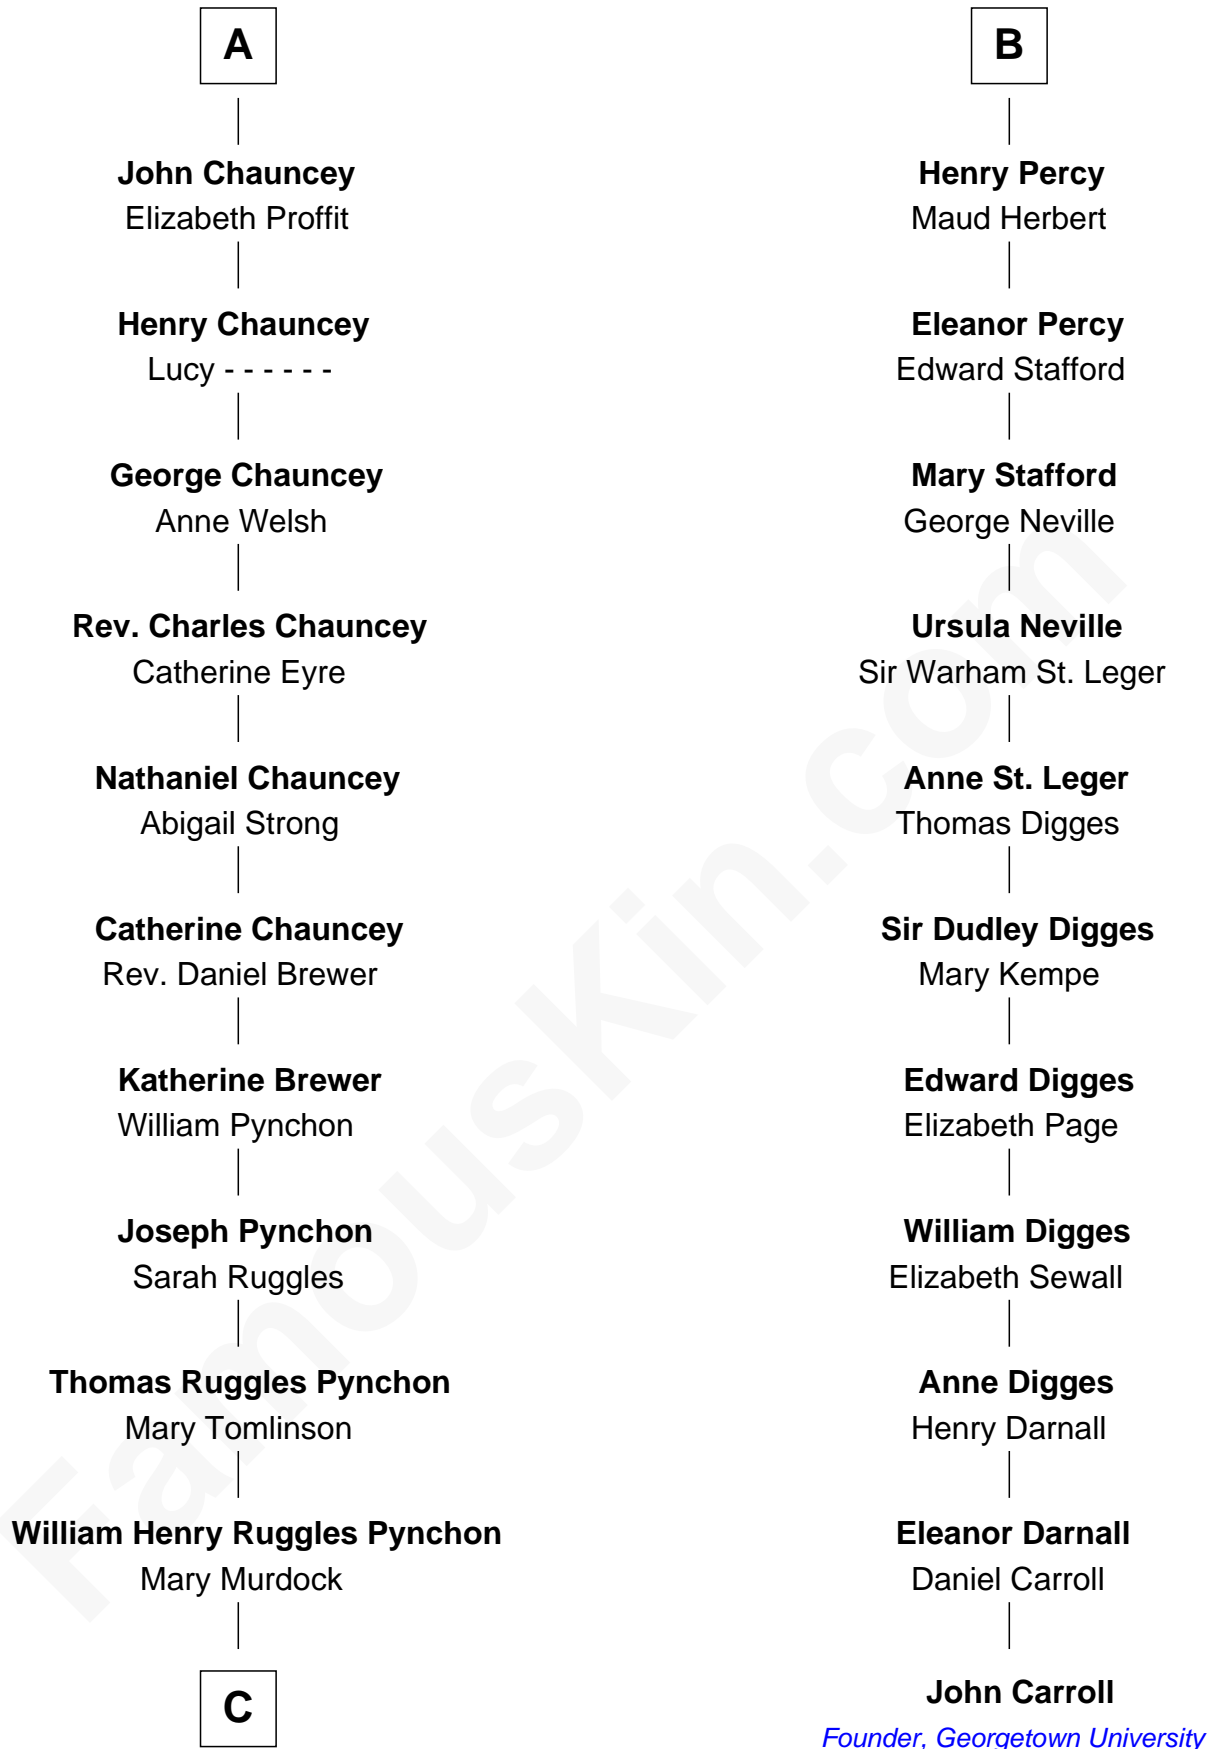 A
John Chauncey
Elizabeth Proffit
Henry Chauncey
Lucy - - - - - -
George Chauncey
Anne Welsh
Rev. Charles Chauncey
Catherine Eyre
Nathaniel Chauncey
Abigail Strong
Catherine Chauncey
Rev. Daniel Brewer
Katherine Brewer
William Pynchon
Joseph Pynchon
Sarah Ruggles
Thomas Ruggles Pynchon
Mary Tomlinson
William Henry Ruggles Pynchon
Mary Murdock
C
B
Henry Percy
Maud Herbert
Eleanor Percy
Edward Stafford
Mary Stafford
George Neville
Ursula Neville
Sir Warham St. Leger
Anne St. Leger
Thomas Digges
Sir Dudley Digges
Mary Kempe
Edward Digges
Elizabeth Page
William Digges
Elizabeth Sewall
Anne Digges
Henry Darnall
Eleanor Darnall
Daniel Carroll
John Carroll
Founder, Georgetown University
FamousKin.com